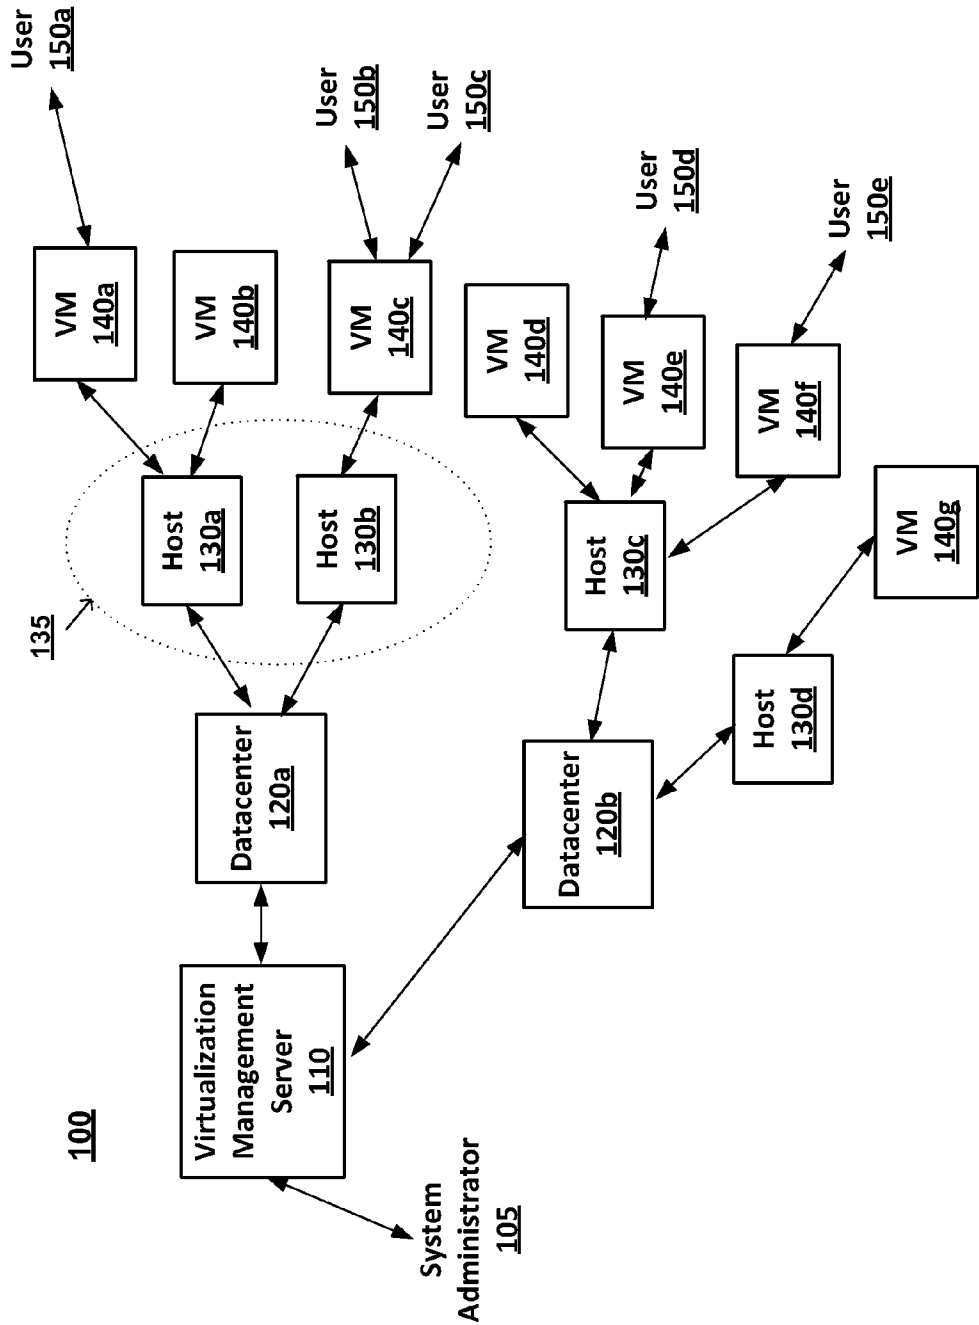 100
System
Administrator
105
Virtualization
Management
Server
110
Datacenter
120a
Datacenter
120b
135
Host
130a
Host
130b
Host
130c
Host
130d
VM
140a
VM
140b
VM
140c
VM
140d
VM
140e
VM
140f
VM
140g
User
150a
User
150b
User
150c
User
150d
User
150e